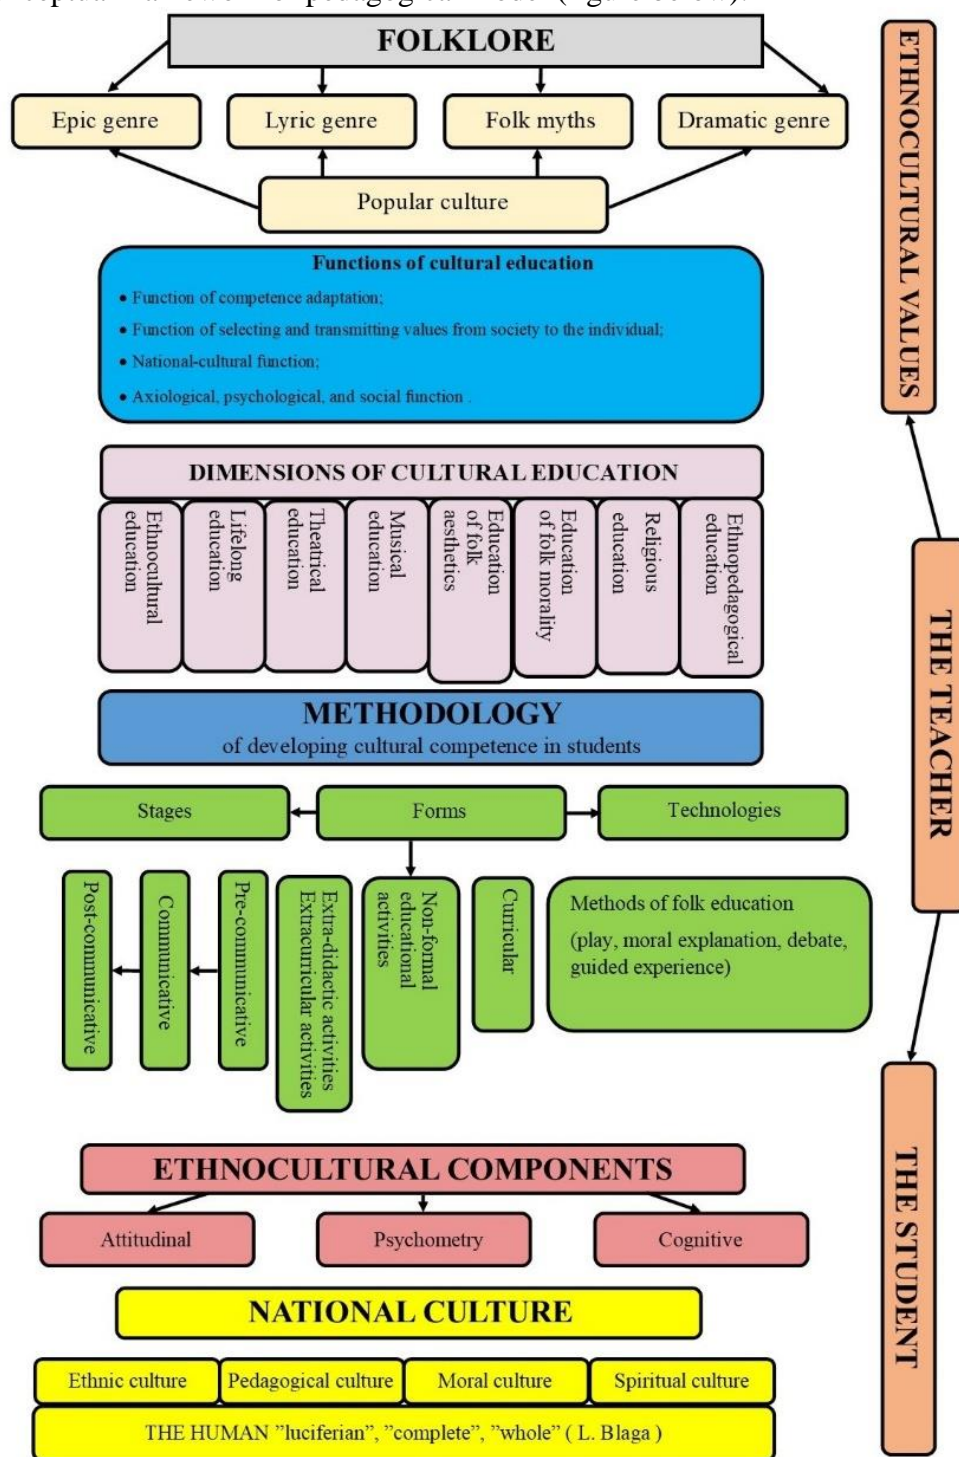 FOLKLORE
Epic genre
Lyric genre
Folk myths
Dramatic genre
Popular culture
Functions of cultural education
• Function of competence adaptation;
• Function of selecting and transmitting values from society to the individual;
• National-cultural function;
• Axiological, psychological, and social function .
DIMENSIONS OF CULTURAL EDUCATION
Ethnocultural
education
Lifelong
education
Theatrical
education
Musical
education
Education
of folk
aesthetics
Education
of folk morality
Religious
education
Ethnopedagogical
education
METHODOLOGY
of developing cultural competence in students
Stages
Forms
Technologies
Post-communicative
Communicative
Pre-communicative
Extra-didactic activities
Extracurricular activities
Non-formal
educational
activities
Curricular
Methods of folk education
(play, moral explanation, debate,
guided experience)
ETHNOCULTURAL COMPONENTS
Attitudinal
Psychometry
Cognitive
NATIONAL CULTURE
Ethnic culture
Pedagogical culture
Moral culture
Spiritual culture
THE HUMAN ”luciferian”, ”complete”, ”whole” ( L. Blaga )
ETHNOCULTURAL VALUES
THE TEACHER
THE STUDENT